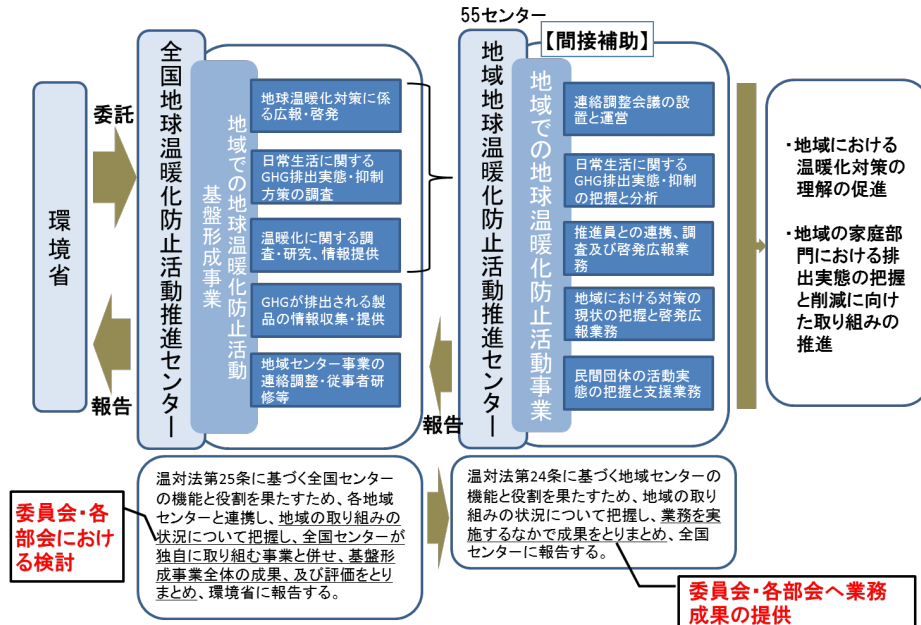 55センター
環境省
委託
報告
全国地球温暖化防止活動推進センター
地域での地球温暖化防止活動
基盤形成事業
地球温暖化対策に係
る広報・啓発
日常生活に関する
GHG排出実態・抑制
方策の調査
温暖化に関する調
査・研究、情報提供
GHGが排出される製
品の情報収集・提供
地域センター事業の
連絡調整・従事者研
修等
報告
地域地球温暖化防止活動推進センター
【間接補助】
地域での地球温暖化防止活動事業
連絡調整会議の設
置と運営
日常生活に関する
GHG排出実態・抑制
の把握と分析
推進員との連携、調
査及び啓発広報業
務
地域における対策の
現状の把握と啓発広
報業務
民間団体の活動実
態の把握と支援業務
・地域における
温暖化対策の
理解の促進
・地域の家庭部
門における排
出実態の把握
と削減に向け
た取り組みの
推進
温対法第25条に基づく全国センター
の機能と役割を果たすため、各地域
センターと連携し、地域の取り組みの
状況について把握し、全国センターが
独自に取り組む事業と併せ、基盤形
成事業全体の成果、及び評価をとり
まとめ、環境省に報告する。
委員会・各
部会におけ
る検討
温対法第24条に基づく地域センターの
機能と役割を果たすため、地域の取り
組みの状況について把握し、業務を実
施するなかで成果をとりまとめ、全国
センターに報告する。
委員会・各部会へ業務
成果の提供